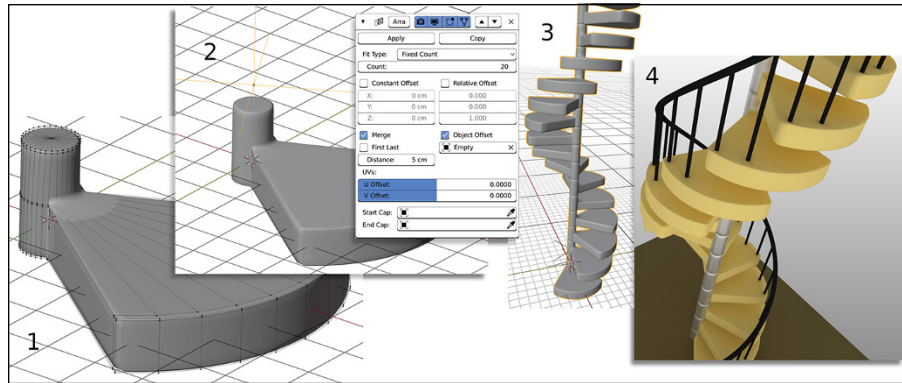 1
2
Arra
Apply Copy
Fit Type: Fixed Count
Count: 20
Constant Offset Relative Offset
X: 0 cm 0.000
Y: 0 cm 0.000
Z: 0 cm 1.000
Merge Object Offset
First Last Empty
Distance: 5 cm
UVs:
U Offset: 0.0000
V Offset: 0.0000
Start Cap:
End Cap:
3
4